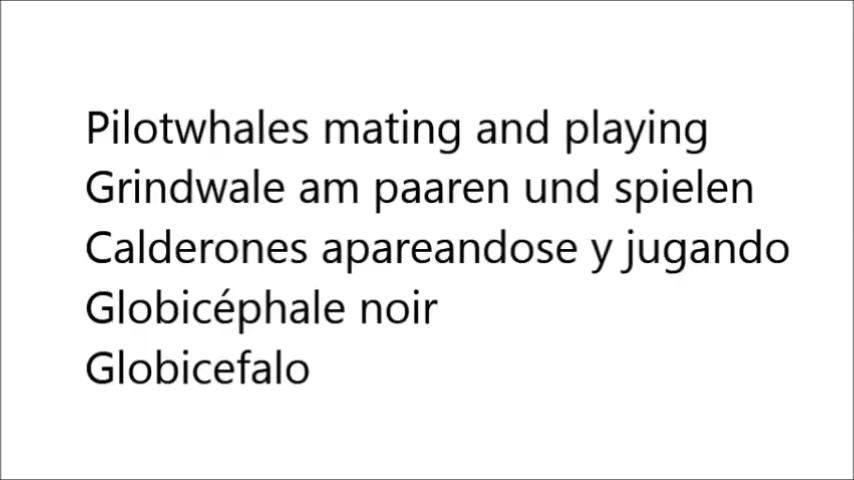 Pilotwhales mating and playing
Grindwale am paaren und spielen
Calderones apareandose y jugando
Globicéphale noir
Globicefalo